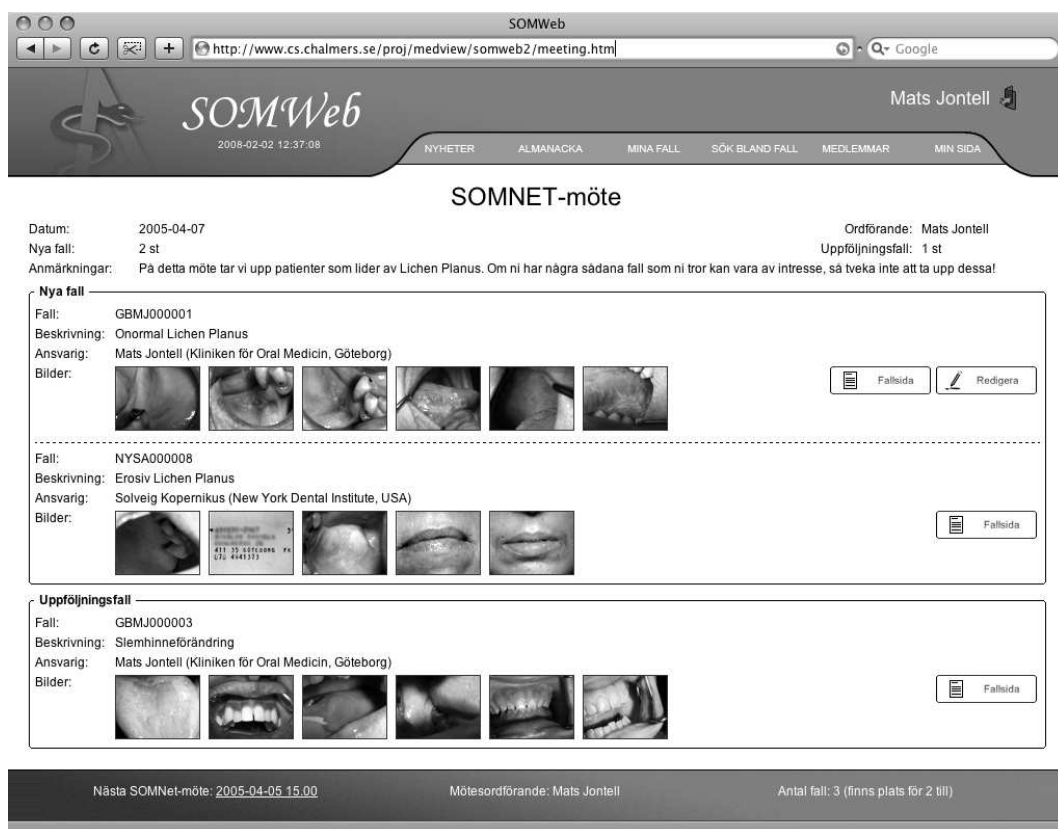 SOMWeb
http://www.cs.chalmers.se/proj/medview/somweb2/meeting.htm
Google
SOMWeb
Mats Jontell
2008-02-02 12:37:08
NYHETER ALMANACKA MINA FALL SÖK BLAND FALL MEDLEMMAR MIN SIDA
SOMNET-möte
Datum: 2005-04-07 Ordförande: Mats Jontell
Nya fall: 2 st Uppföljningsfall: 1 st
Anmärkningar: På detta möte tar vi upp patienter som lider av Lichen Planus. Om ni har några sådana fall som ni tror kan vara av intresse, så tveka inte att ta upp dessa!
Nya fall
Fall: GBMJ000001
Beskrivning: Onormal Lichen Planus
Ansvarig: Mats Jontell (Kliniken för Oral Medicin, Göteborg)
Bilder:
Fallsida Redigera
Fall: NYSA000008
Beskrivning: Erosiv Lichen Planus
Ansvarig: Solveig Kopernikus (New York Dental Institute, USA)
Bilder:
411 35 GÖTEBORG
Fallsida
Uppföljningsfall
Fall: GBMJ000003
Beskrivning: Slemhinneförändring
Ansvarig: Mats Jontell (Kliniken för Oral Medicin, Göteborg)
Bilder:
Fallsida
Nästa SOMNet-möte: 2005-04-05 15.00 Mötesordförande: Mats Jontell Antal fall: 3 (finns plats för 2 till)